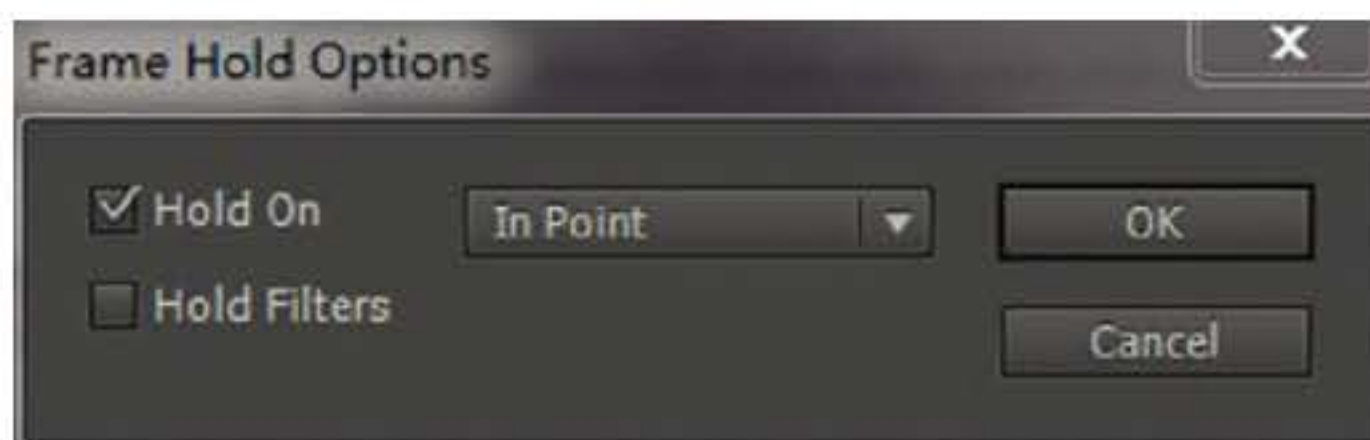 Frame Hold Options
Hold On In Point OK
Hold Filters
Cancel